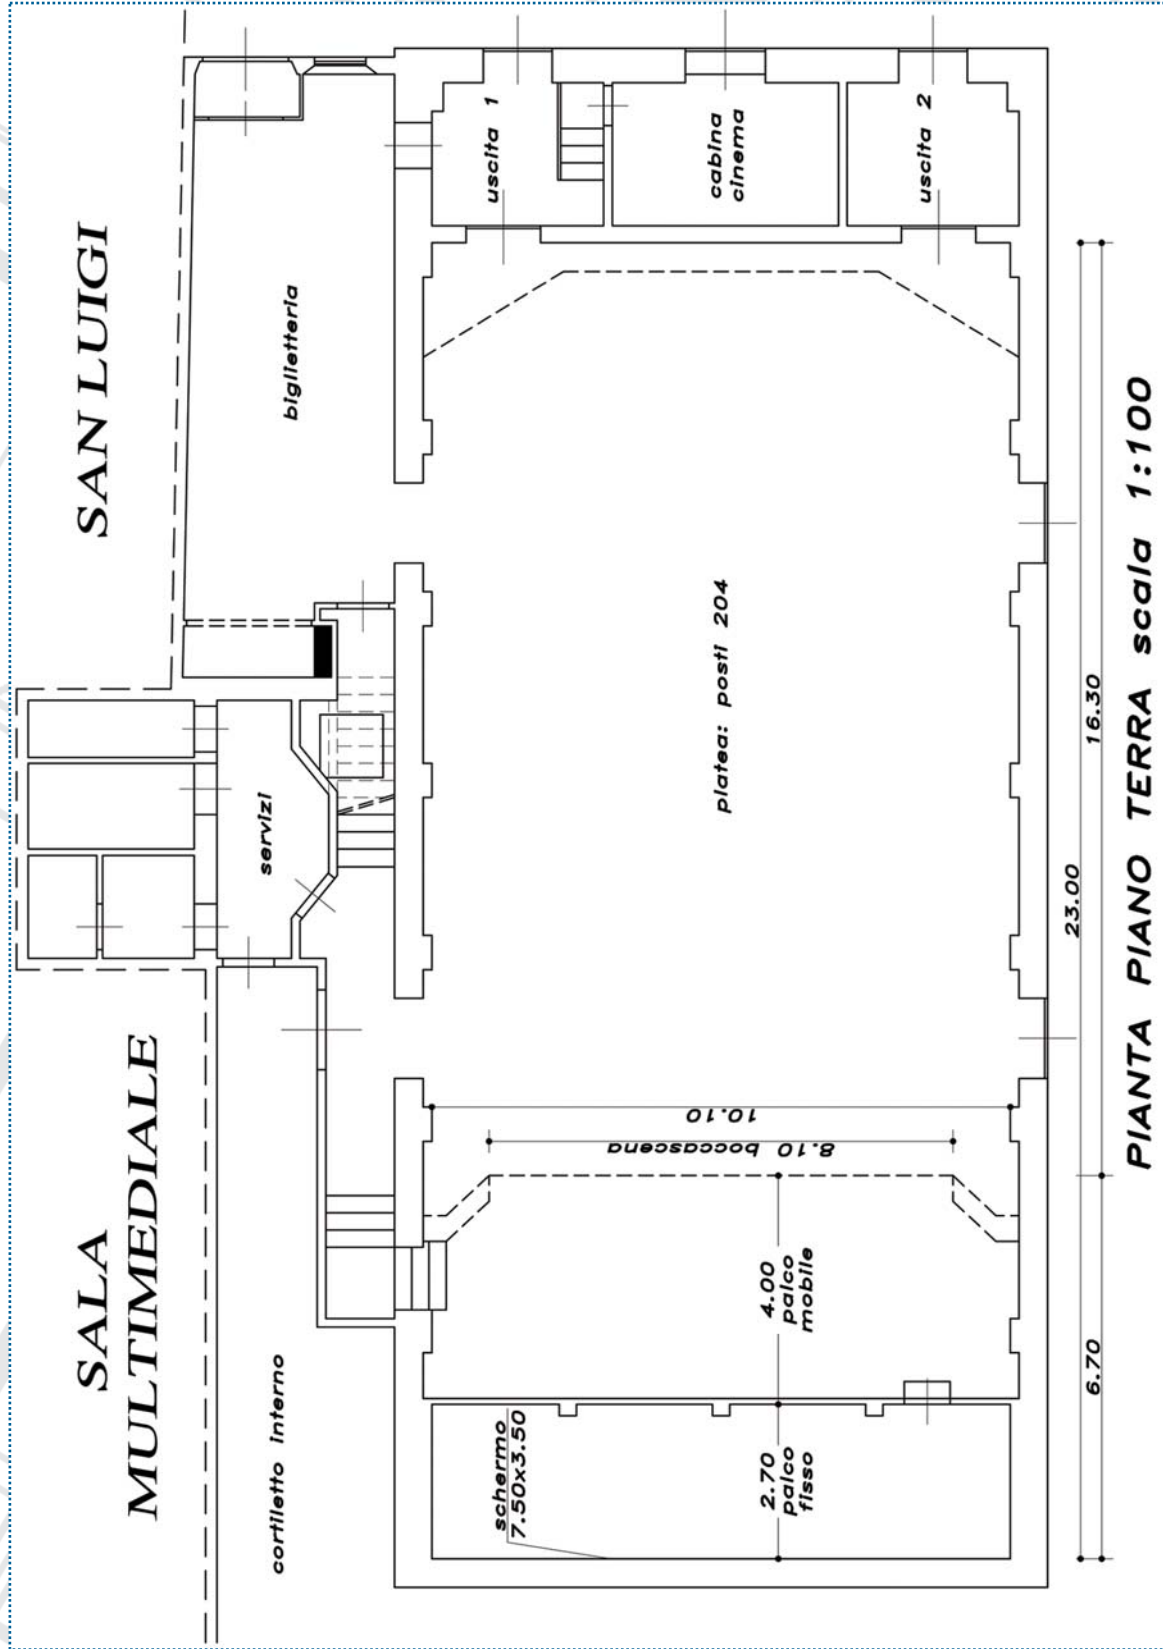 SALA
MULTIMEDIALE
SAN LUIGI
cortiletto interno
servizi
biglietteria
schermo
7.50x3.50
2.70
palco
fisso
4.00
palco
mobile
8.10 boccascena
10.10
platea: posti 204
uscita 1
cabina
cinema
uscita 2
6.70
16.30
23.00
PIANTA PIANO TERRA scala 1:100